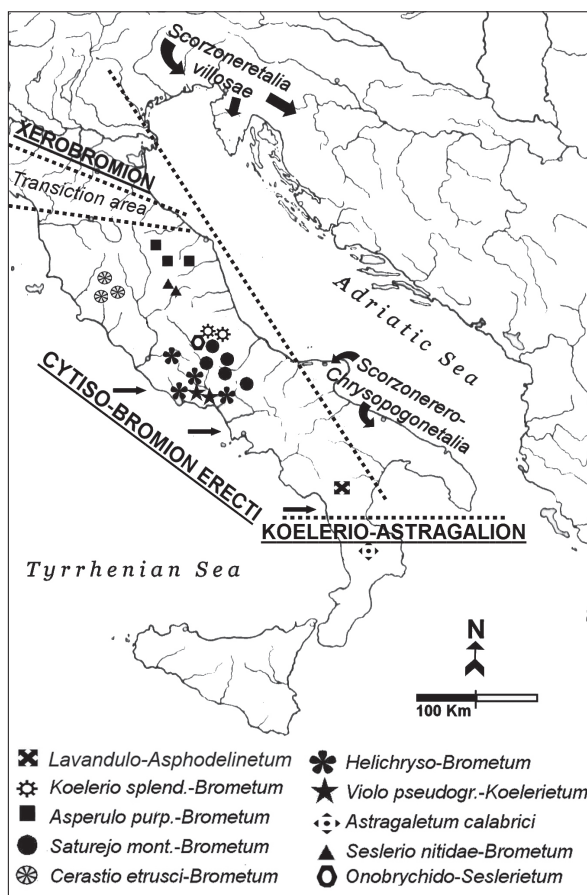 Scorzoneretalia
villosae
XEROBROMION
Transiction area
Adriatic Sea
Scorzonerero-
Chrysopogonetalia
CYTISO-BROMION ERECTI
KOELERIO-ASTRAGALION
Tyrrhenian Sea
N
100 Km
Lavandulo-Asphodelinetum
Koelerio splend.-Brometum
Asperulo purp.-Brometum
Saturejo mont.-Brometum
Cerastio etrusci-Brometum
Helichryso-Brometum
Violo pseudogr.-Koelerietum
Astragaletum calabrici
Seslerio nitidae-Brometum
Onobrychido-Seslerietum